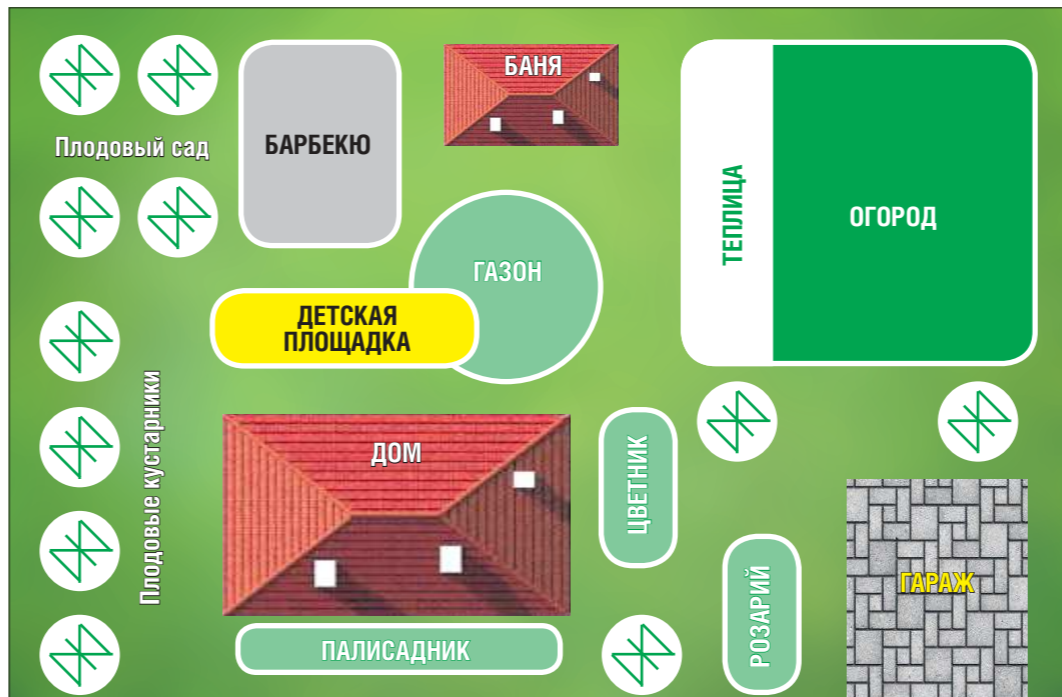 БАНЯ
Плодовый сад
БАРБЕКЮ
ТЕПЛИЦА
ОГОРОД
ГАЗОН
ДЕТСКАЯ
ПЛОЩАДКА
Плодовые кустарники
ДОМ
ЦВЕТНИК
РОЗАРИЙ
ГАРАЖ
ПАЛИСАДНИК